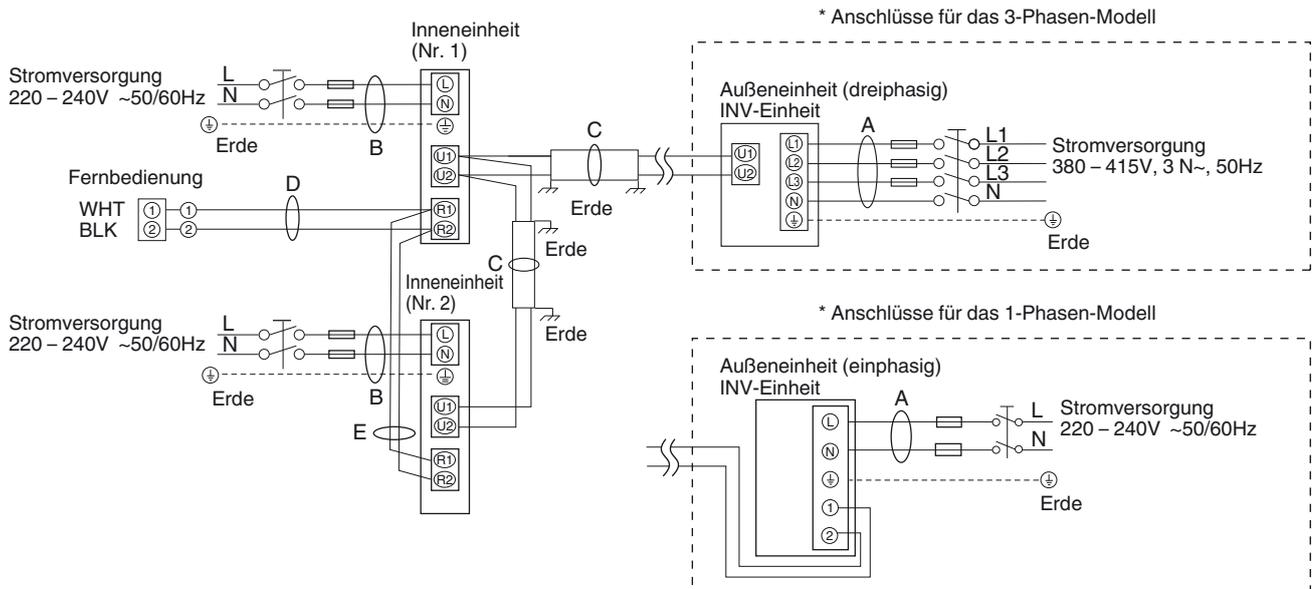 * Anschlüsse für das 3-Phasen-Modell
Inneneinheit
(Nr. 1)
Stromversorgung
220 – 240V ~50/60Hz
L
N
Erde
B
L
N
U1
U2
R1
R2
Fernbedienung
WHT
BLK
1
2
1
2
D
C
Erde
C
Erde
Erde
Außeneinheit (dreiphasig)
INV-Einheit
U1
U2
L1
L2
L3
N
A
L1
L2
L3
N
Stromversorgung
380 – 415V, 3 N~, 50Hz
Erde
Inneneinheit
(Nr. 2)
Stromversorgung
220 – 240V ~50/60Hz
L
N
Erde
B
L
N
U1
U2
R1
R2
E
* Anschlüsse für das 1-Phasen-Modell
Außeneinheit (einphasig)
INV-Einheit
L
N
1
2
A
L
N
Stromversorgung
220 – 240V ~50/60Hz
Erde